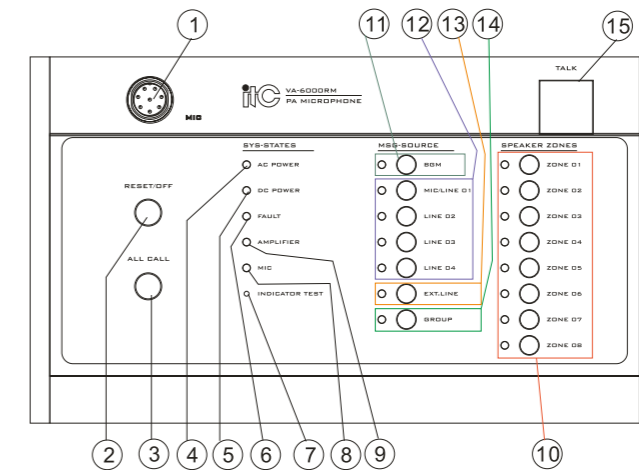 1
11
12
13
14
15
TALK
itC
VA-6000RM
PA MICROPHONE
MIC
SYS-STATES
MSG-SOURCE
SPEAKER ZONES
AC POWER
BGM
ZONE 01
RESET/OFF
DC POWER
MIC/LINE 01
ZONE 02
FAULT
LINE 02
ZONE 03
AMPLIFIER
LINE 03
ZONE 04
ALL CALL
MIC
LINE 04
ZONE 05
INDICATOR TEST
EXT.LINE
ZONE 06
GROUP
ZONE 07
ZONE 08
2
3
4
5
6
7
8
9
10